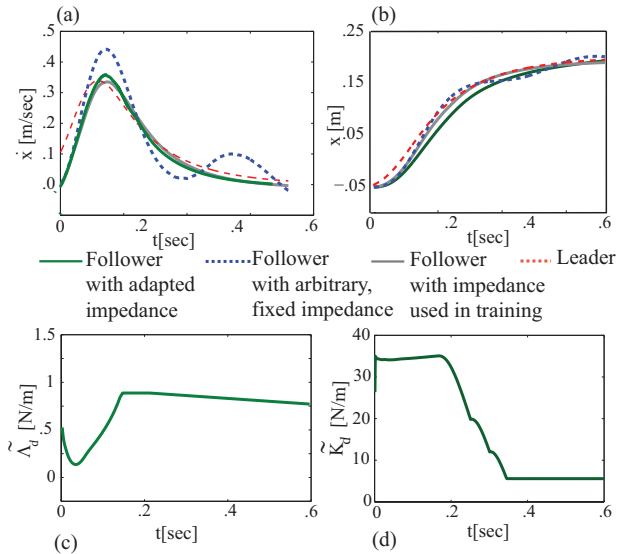 (a)
(b)
.5
.4
.3
.2
.1
.0
ẋ [m/sec]
0
.2
.4
.6
t[sec]
.25
.15
.05
−.05
x [m]
0
.2
.4
.6
t[sec]
Follower with adapted impedance
Follower with arbitrary, fixed impedance
Follower with impedance used in training
Leader
1.5
1
.5
0
Λ̃d [N/m]
0
.2
.4
.6
t[sec]
(c)
40
30
20
10
0
K̃d [N/m]
0
.2
.4
.6
t[sec]
(d)